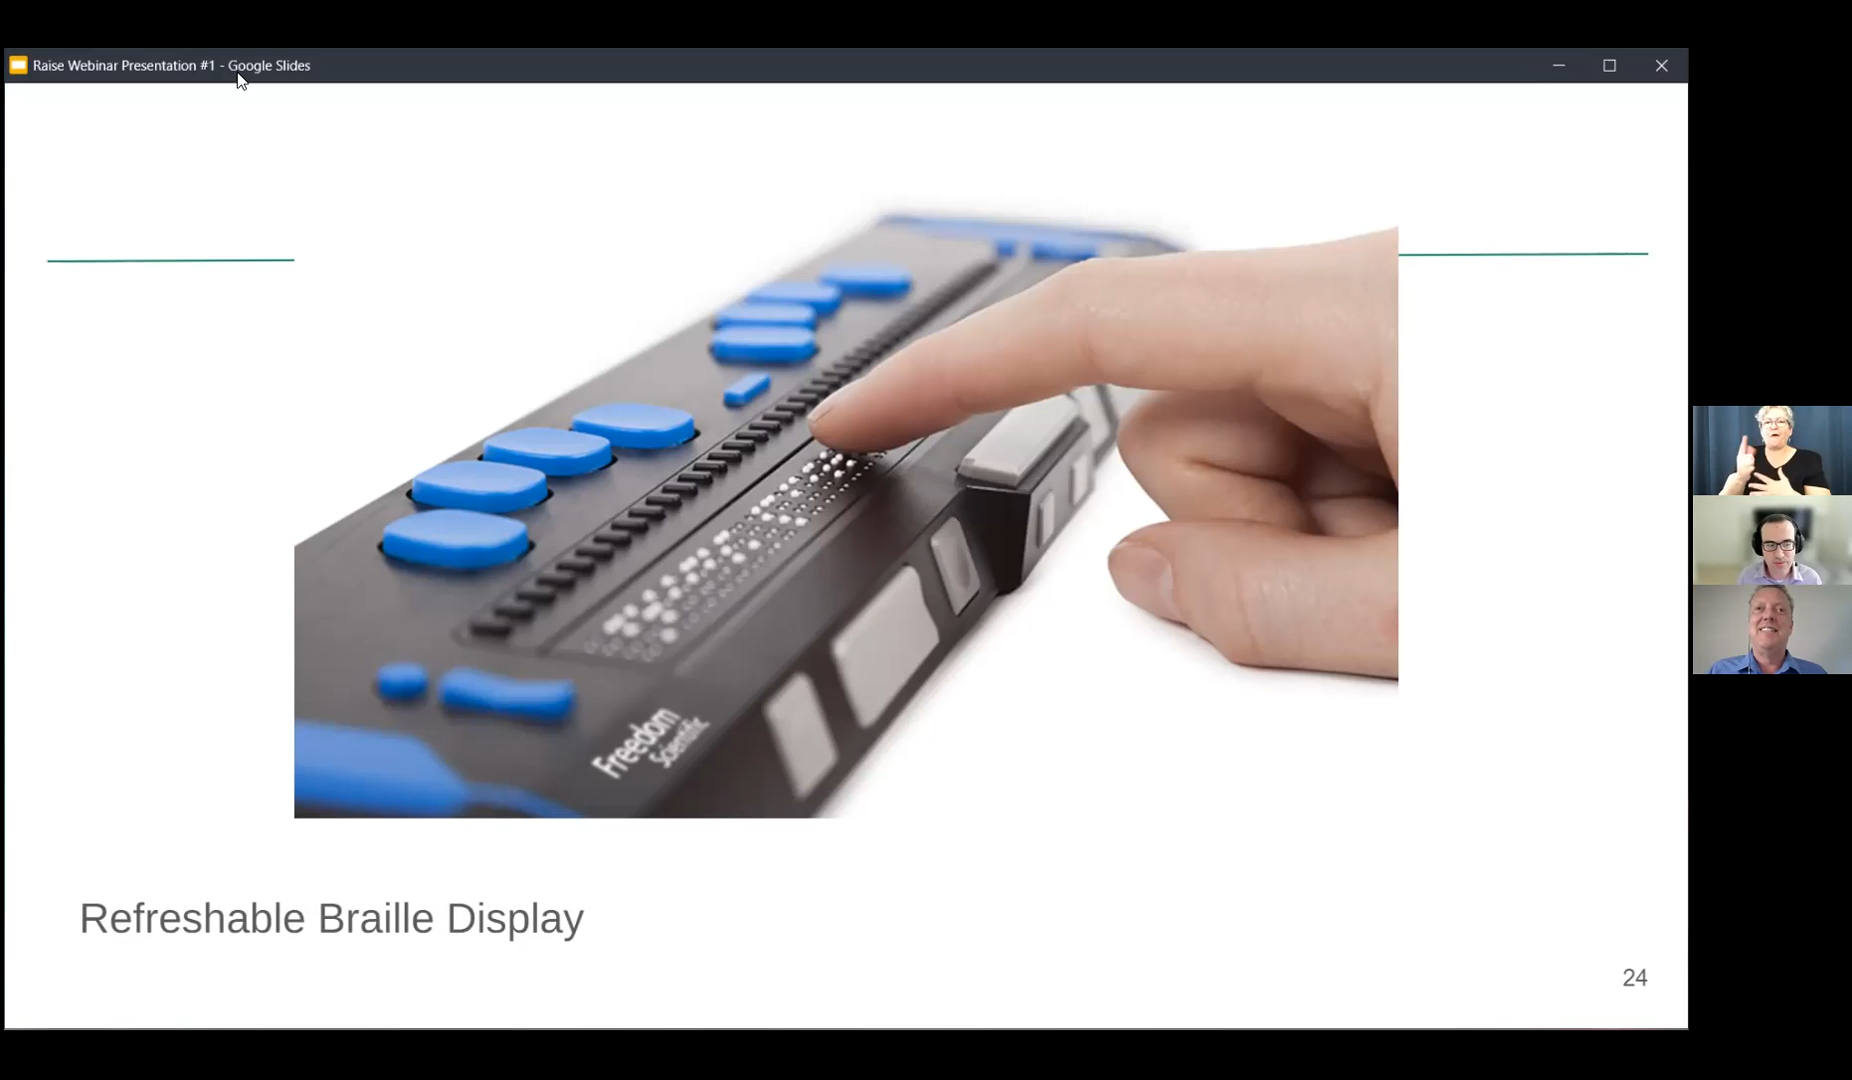 Raise Webinar Presentation #1 - Google Slides
Freedom
Scientific
Refreshable Braille Display
24